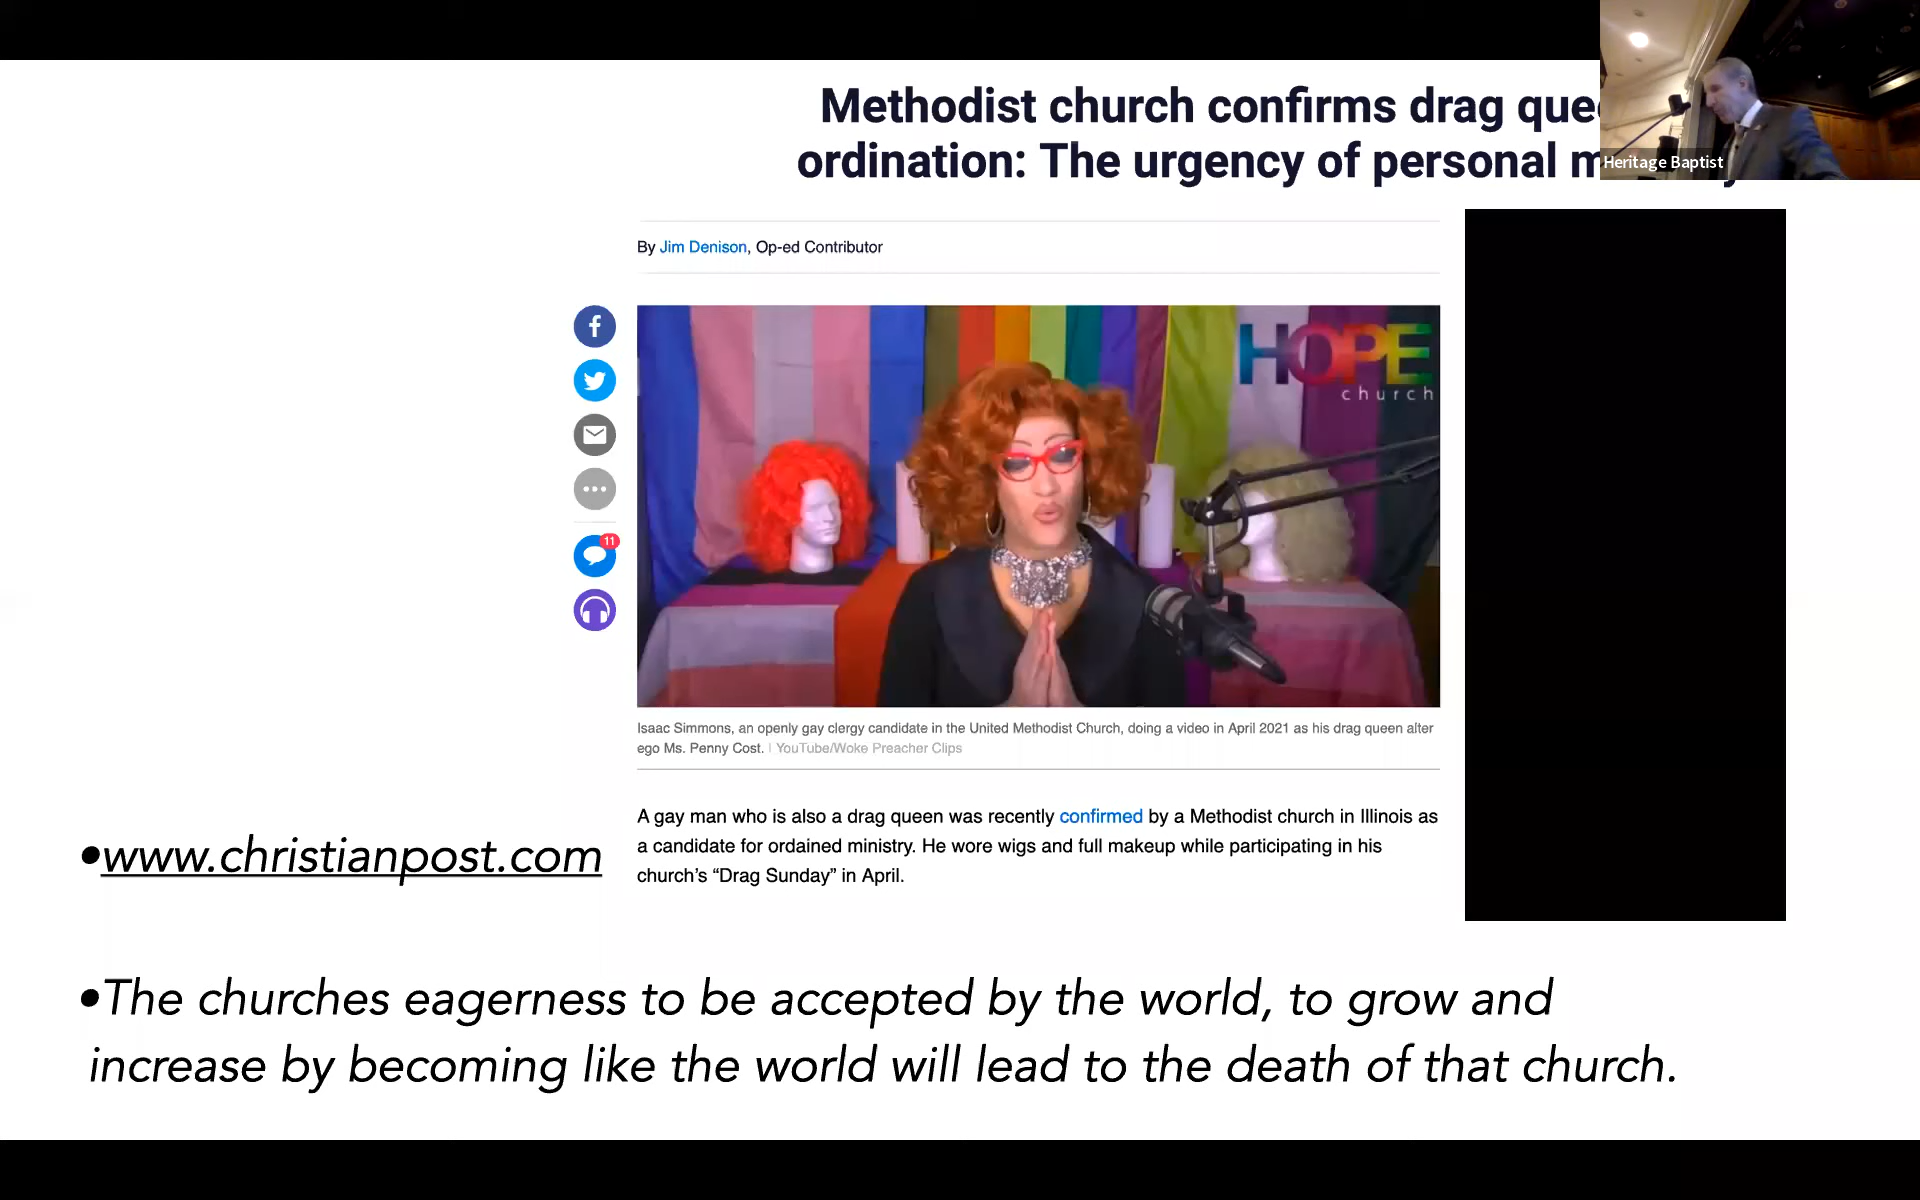 Methodist church confirms drag
ordination: The urgency of personal
Heritage Baptist
By Jim Denison, Op-ed Contributor
HOPE
church
11
Isaac Simmons, an openly gay clergy candidate in the United Methodist Church, doing a video in April 2021 as his drag queen alter
ego Ms. Penny Cost. | YouTube/Woke Preacher Clips
A gay man who is also a drag queen was recently confirmed by a Methodist church in Illinois as
a candidate for ordained ministry. He wore wigs and full makeup while participating in his
church's “Drag Sunday” in April.
•www.christianpost.com
•The churches eagerness to be accepted by the world, to grow and
increase by becoming like the world will lead to the death of that church.